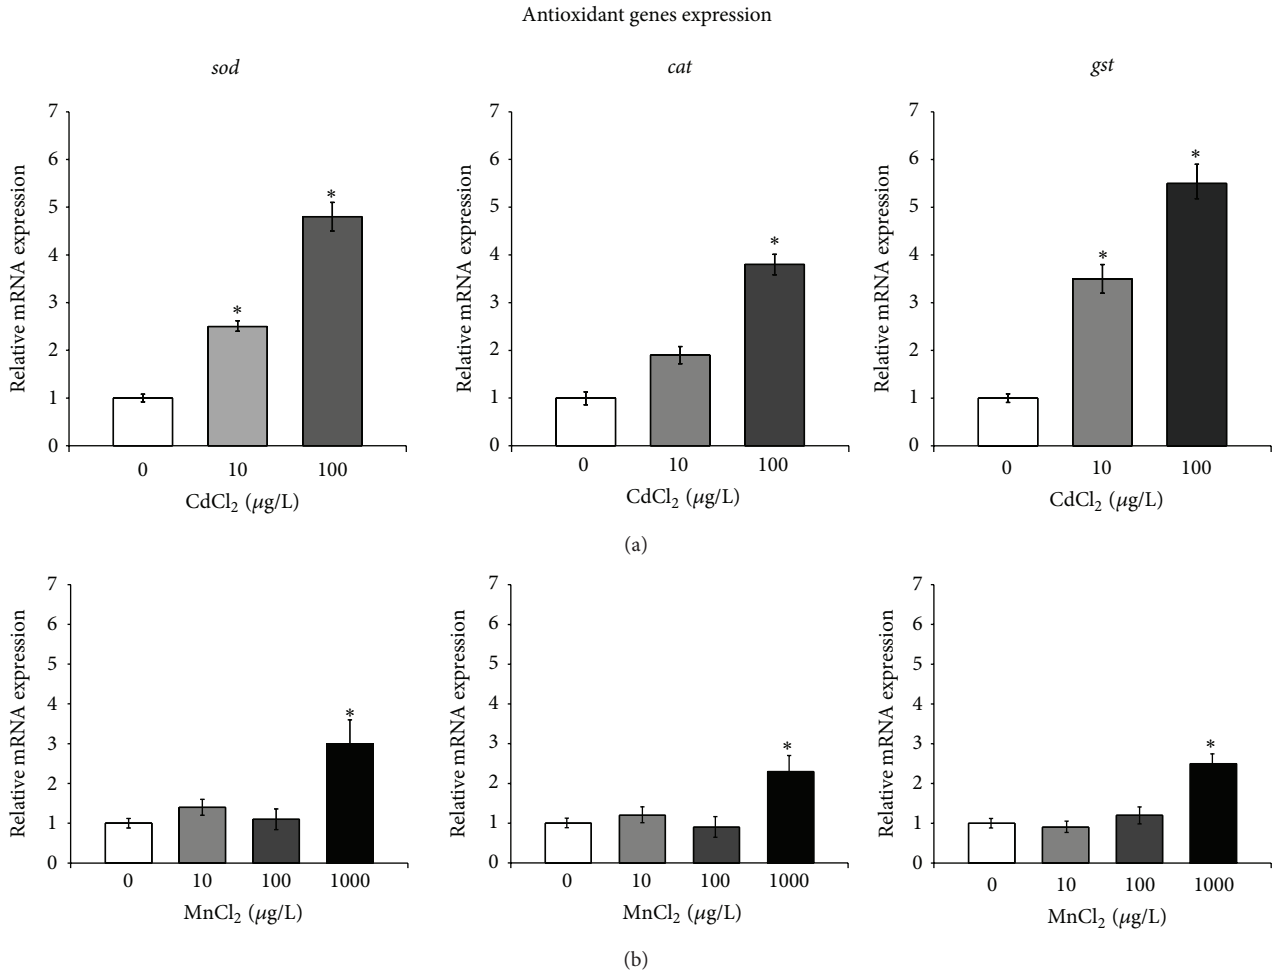 Antioxidant genes expression
sod
cat
gst
Relative mRNA expression
7
6
5
4
3
2
1
0
*
*
0 10 100
CdCl2 (μg/L)
Relative mRNA expression
7
6
5
4
3
2
1
0
*
0 10 100
CdCl2 (μg/L)
Relative mRNA expression
7
6
5
4
3
2
1
0
*
*
0 10 100
CdCl2 (μg/L)
(a)
Relative mRNA expression
7
6
5
4
3
2
1
0
*
0 10 100 1000
MnCl2 (μg/L)
Relative mRNA expression
7
6
5
4
3
2
1
0
*
0 10 100 1000
MnCl2 (μg/L)
Relative mRNA expression
7
6
5
4
3
2
1
0
*
0 10 100 1000
MnCl2 (μg/L)
(b)